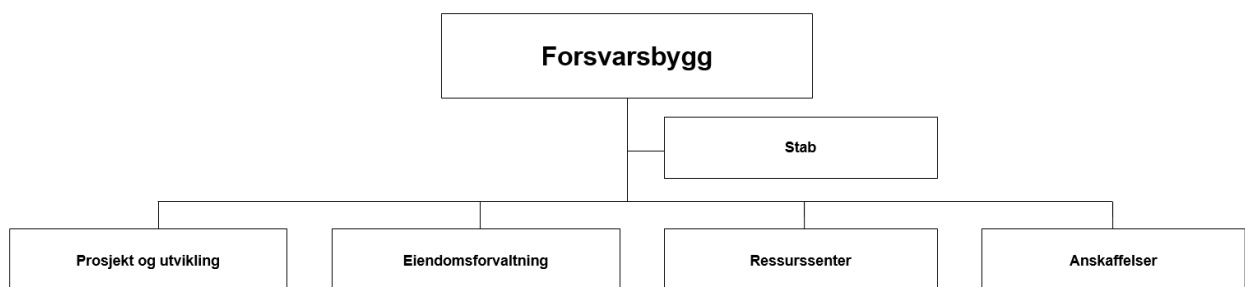 Forsvarsbygg
Stab
Prosjekt og utvikling
Eiendomsforvaltning
Ressurssenter
Anskaffelser